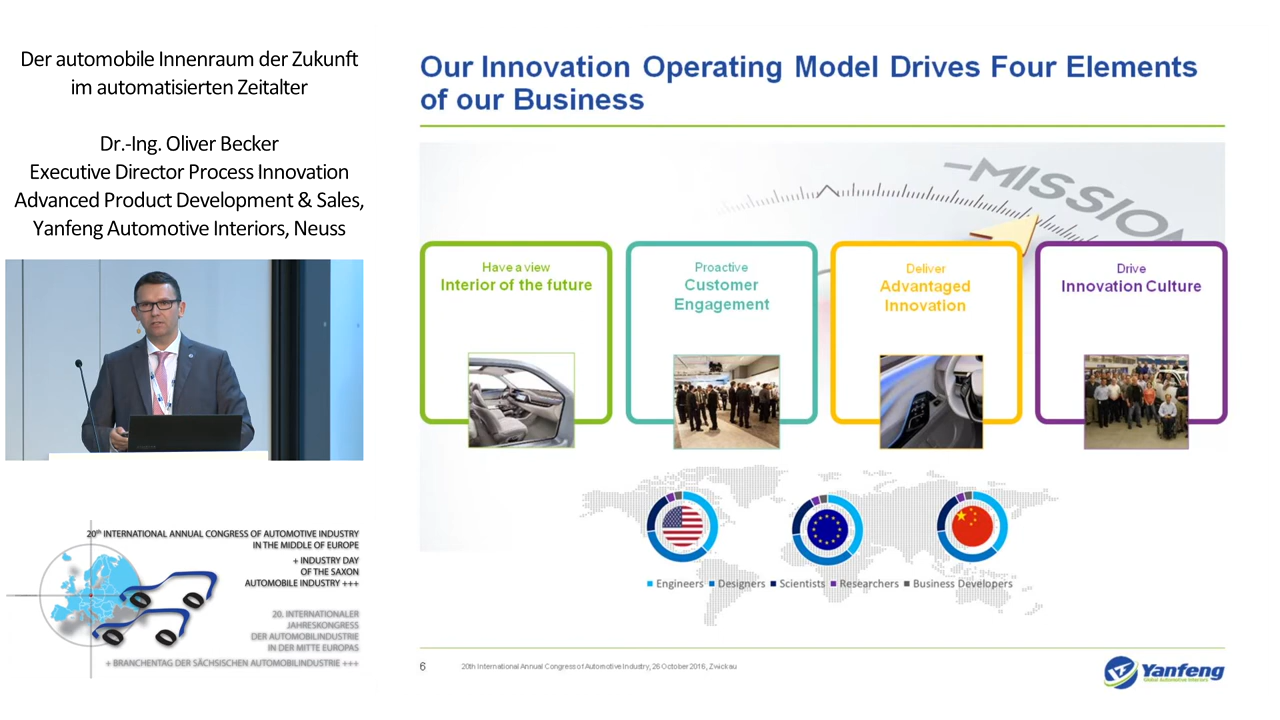 Der automobile Innenraum der Zukunft
im automatisierten Zeitalter
Dr.-Ing. Oliver Becker
Executive Director Process Innovation
Advanced Product Development & Sales,
Yanfeng Automotive Interiors, Neuss
20th INTERNATIONAL ANNUAL CONGRESS OF AUTOMOTIVE INDUSTRY
IN THE MIDDLE OF EUROPE
+ INDUSTRY DAY
OF THE SAXON
AUTOMOBILE INDUSTRY +++
20. INTERNATIONALER
JAHRESKONGRESS
DER AUTOMOBILINDUSTRIE
IN DER MITTE EUROPAS
+ BRANCHENTAG DER SÄCHSISCHEN AUTOMOBILINDUSTRIE +++
Our Innovation Operating Model Drives Four Elements
of our Business
MISSION
Have a view
Interior of the future
Proactive
Customer
Engagement
Deliver
Advantaged
Innovation
Drive
Innovation Culture
Engineers Designers Scientists Researchers Business Developers
6 20th International Annual Congress of Automotive Industry, 26 October 2016, Zwickau
Yanfeng
Global Automotive Interiors